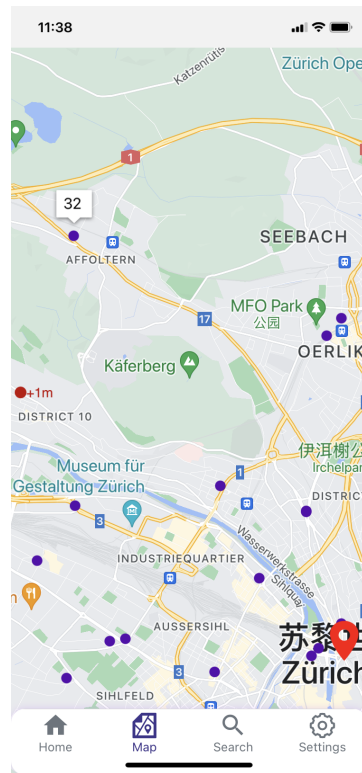 11:38
Katzenrütis
Zürich Ope
1
32
SEEBACH
AFFOLTERN
MFO Park
公园
17
OERLIK
Käferberg
+1m
DISTRICT 10
伊洱樹公
Irchelpar
Museum für
Gestaltung Zürich
1
DISTRIC
3
Wasserwerkstrasse
Sihlquai
INDUSTRIEQUARTIER
n
AUSSERSIHL
苏黎世
Zürich
3
SIHLFELD
Home
Map
Search
Settings